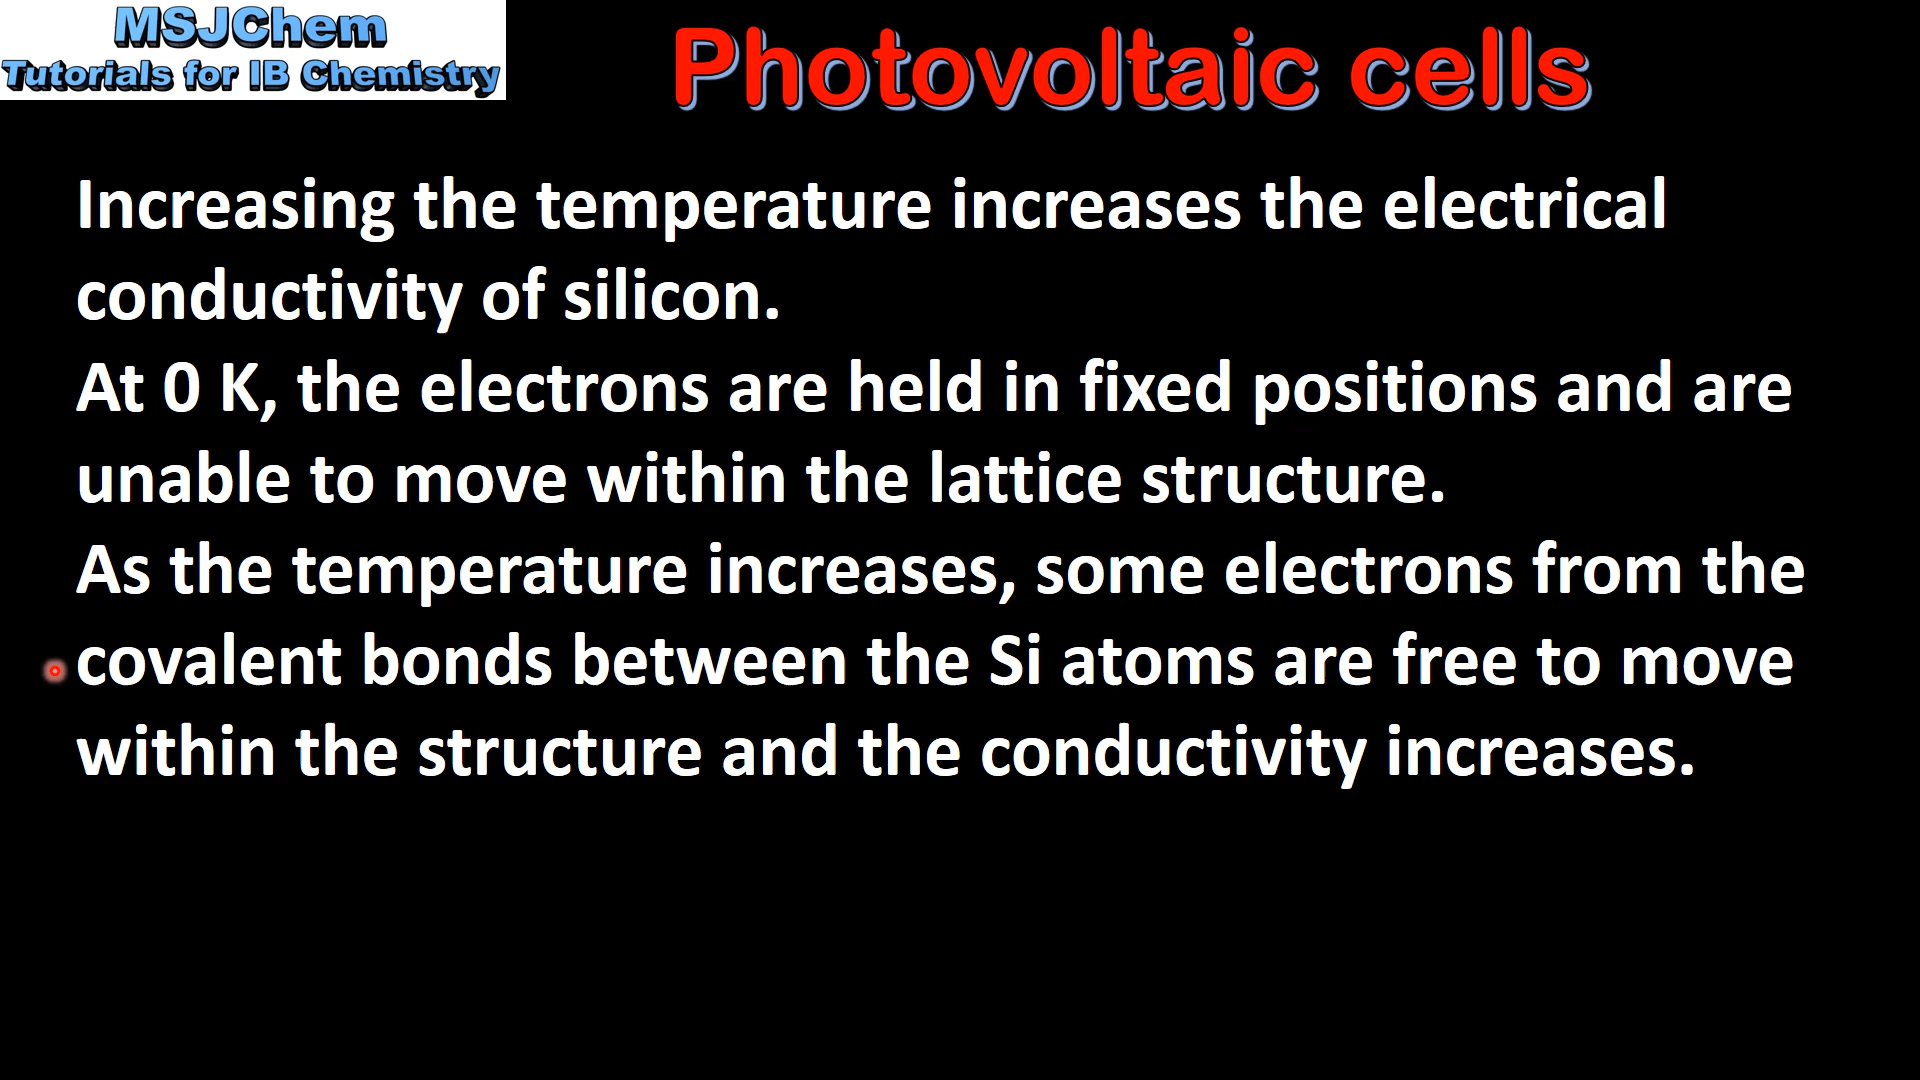 MSJChem
Tutorials for IB Chemistry
Photovoltaic cells
Increasing the temperature increases the electrical
conductivity of silicon.
At 0 K, the electrons are held in fixed positions and are
unable to move within the lattice structure.
As the temperature increases, some electrons from the
covalent bonds between the Si atoms are free to move
within the structure and the conductivity increases.